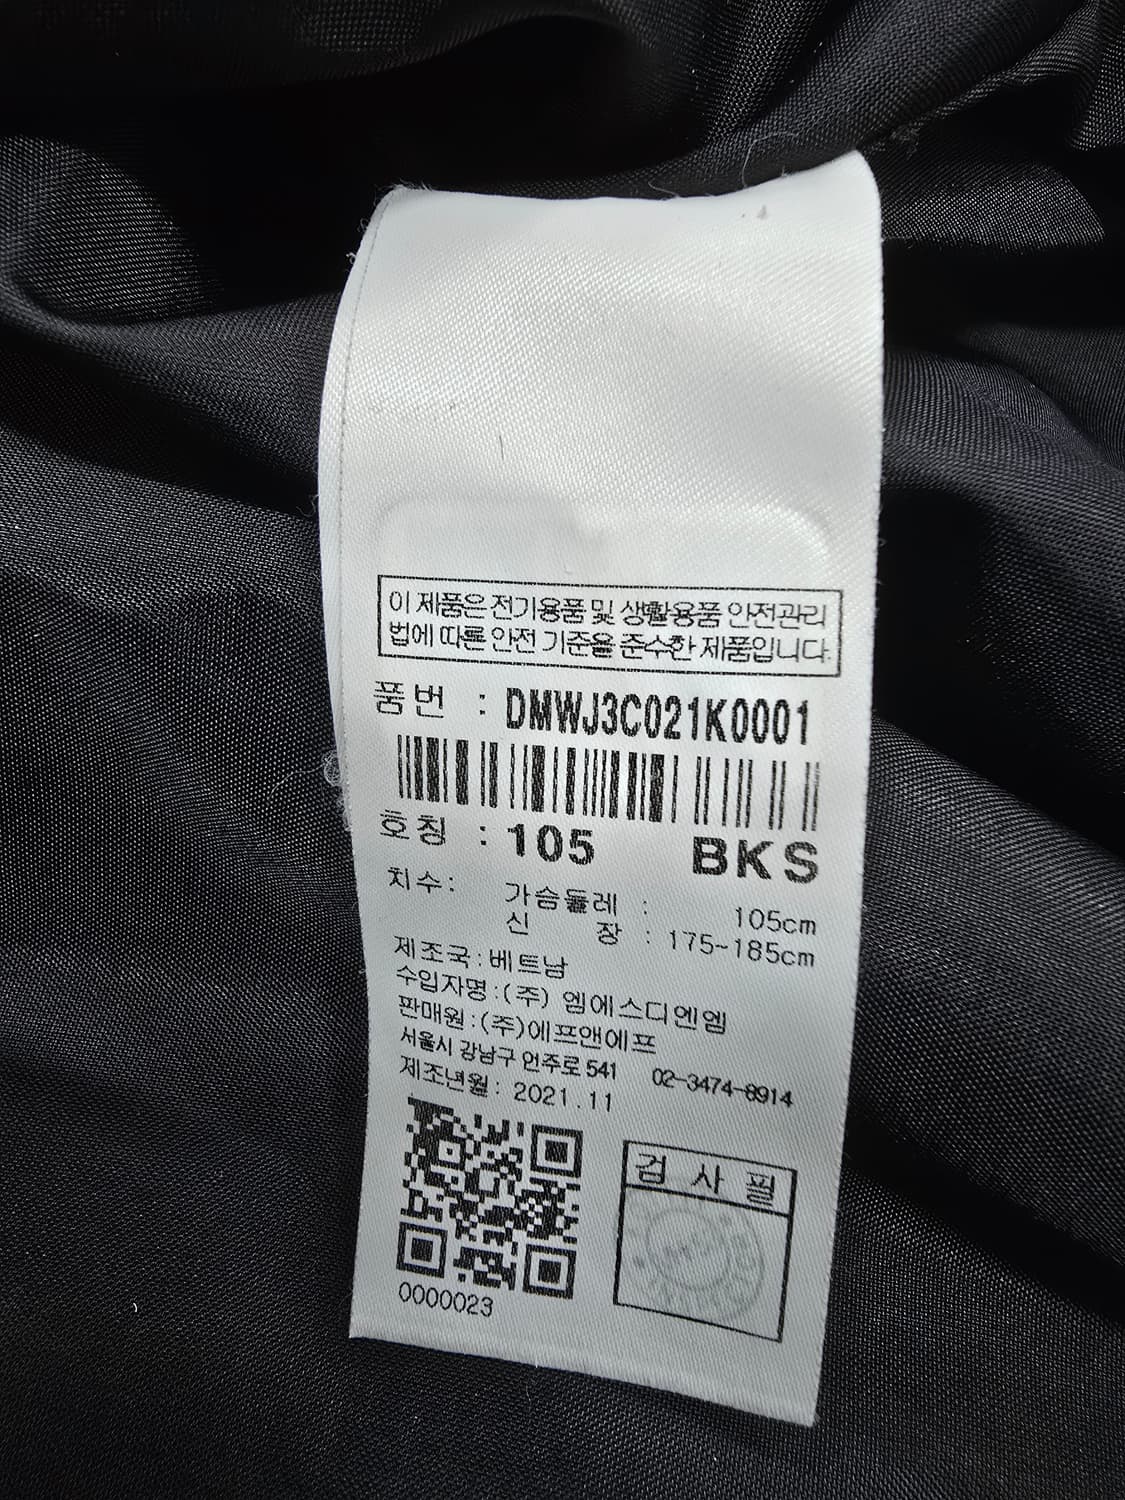 이 제품은 전기용품 및 생활용품 안전관리
법에 따른 안전 기준을 준수한 제품입니다.
품번 : DMWJ3C021K0001
호칭 : 105 BKS
치수: 가슴둘레 : 105cm
신 장 : 175-185cm
제조국:베트남
수입자명:(주) 엠에스디엔엠
판매원:(주)에프앤에프
서울시 강남구 언주로 541 02-3474-8914
제조년월: 2021.11
검사필
0000023